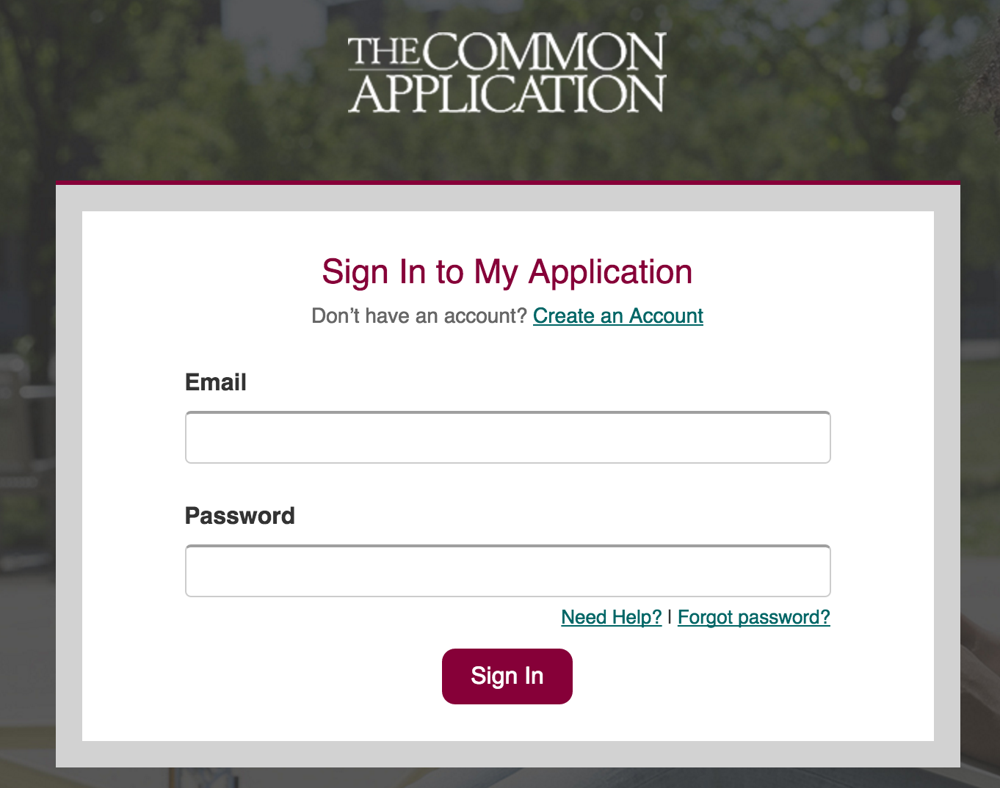 THE COMMON
APPLICATION
Sign In to My Application
Don’t have an account? Create an Account
Email
Password
Need Help? | Forgot password?
Sign In